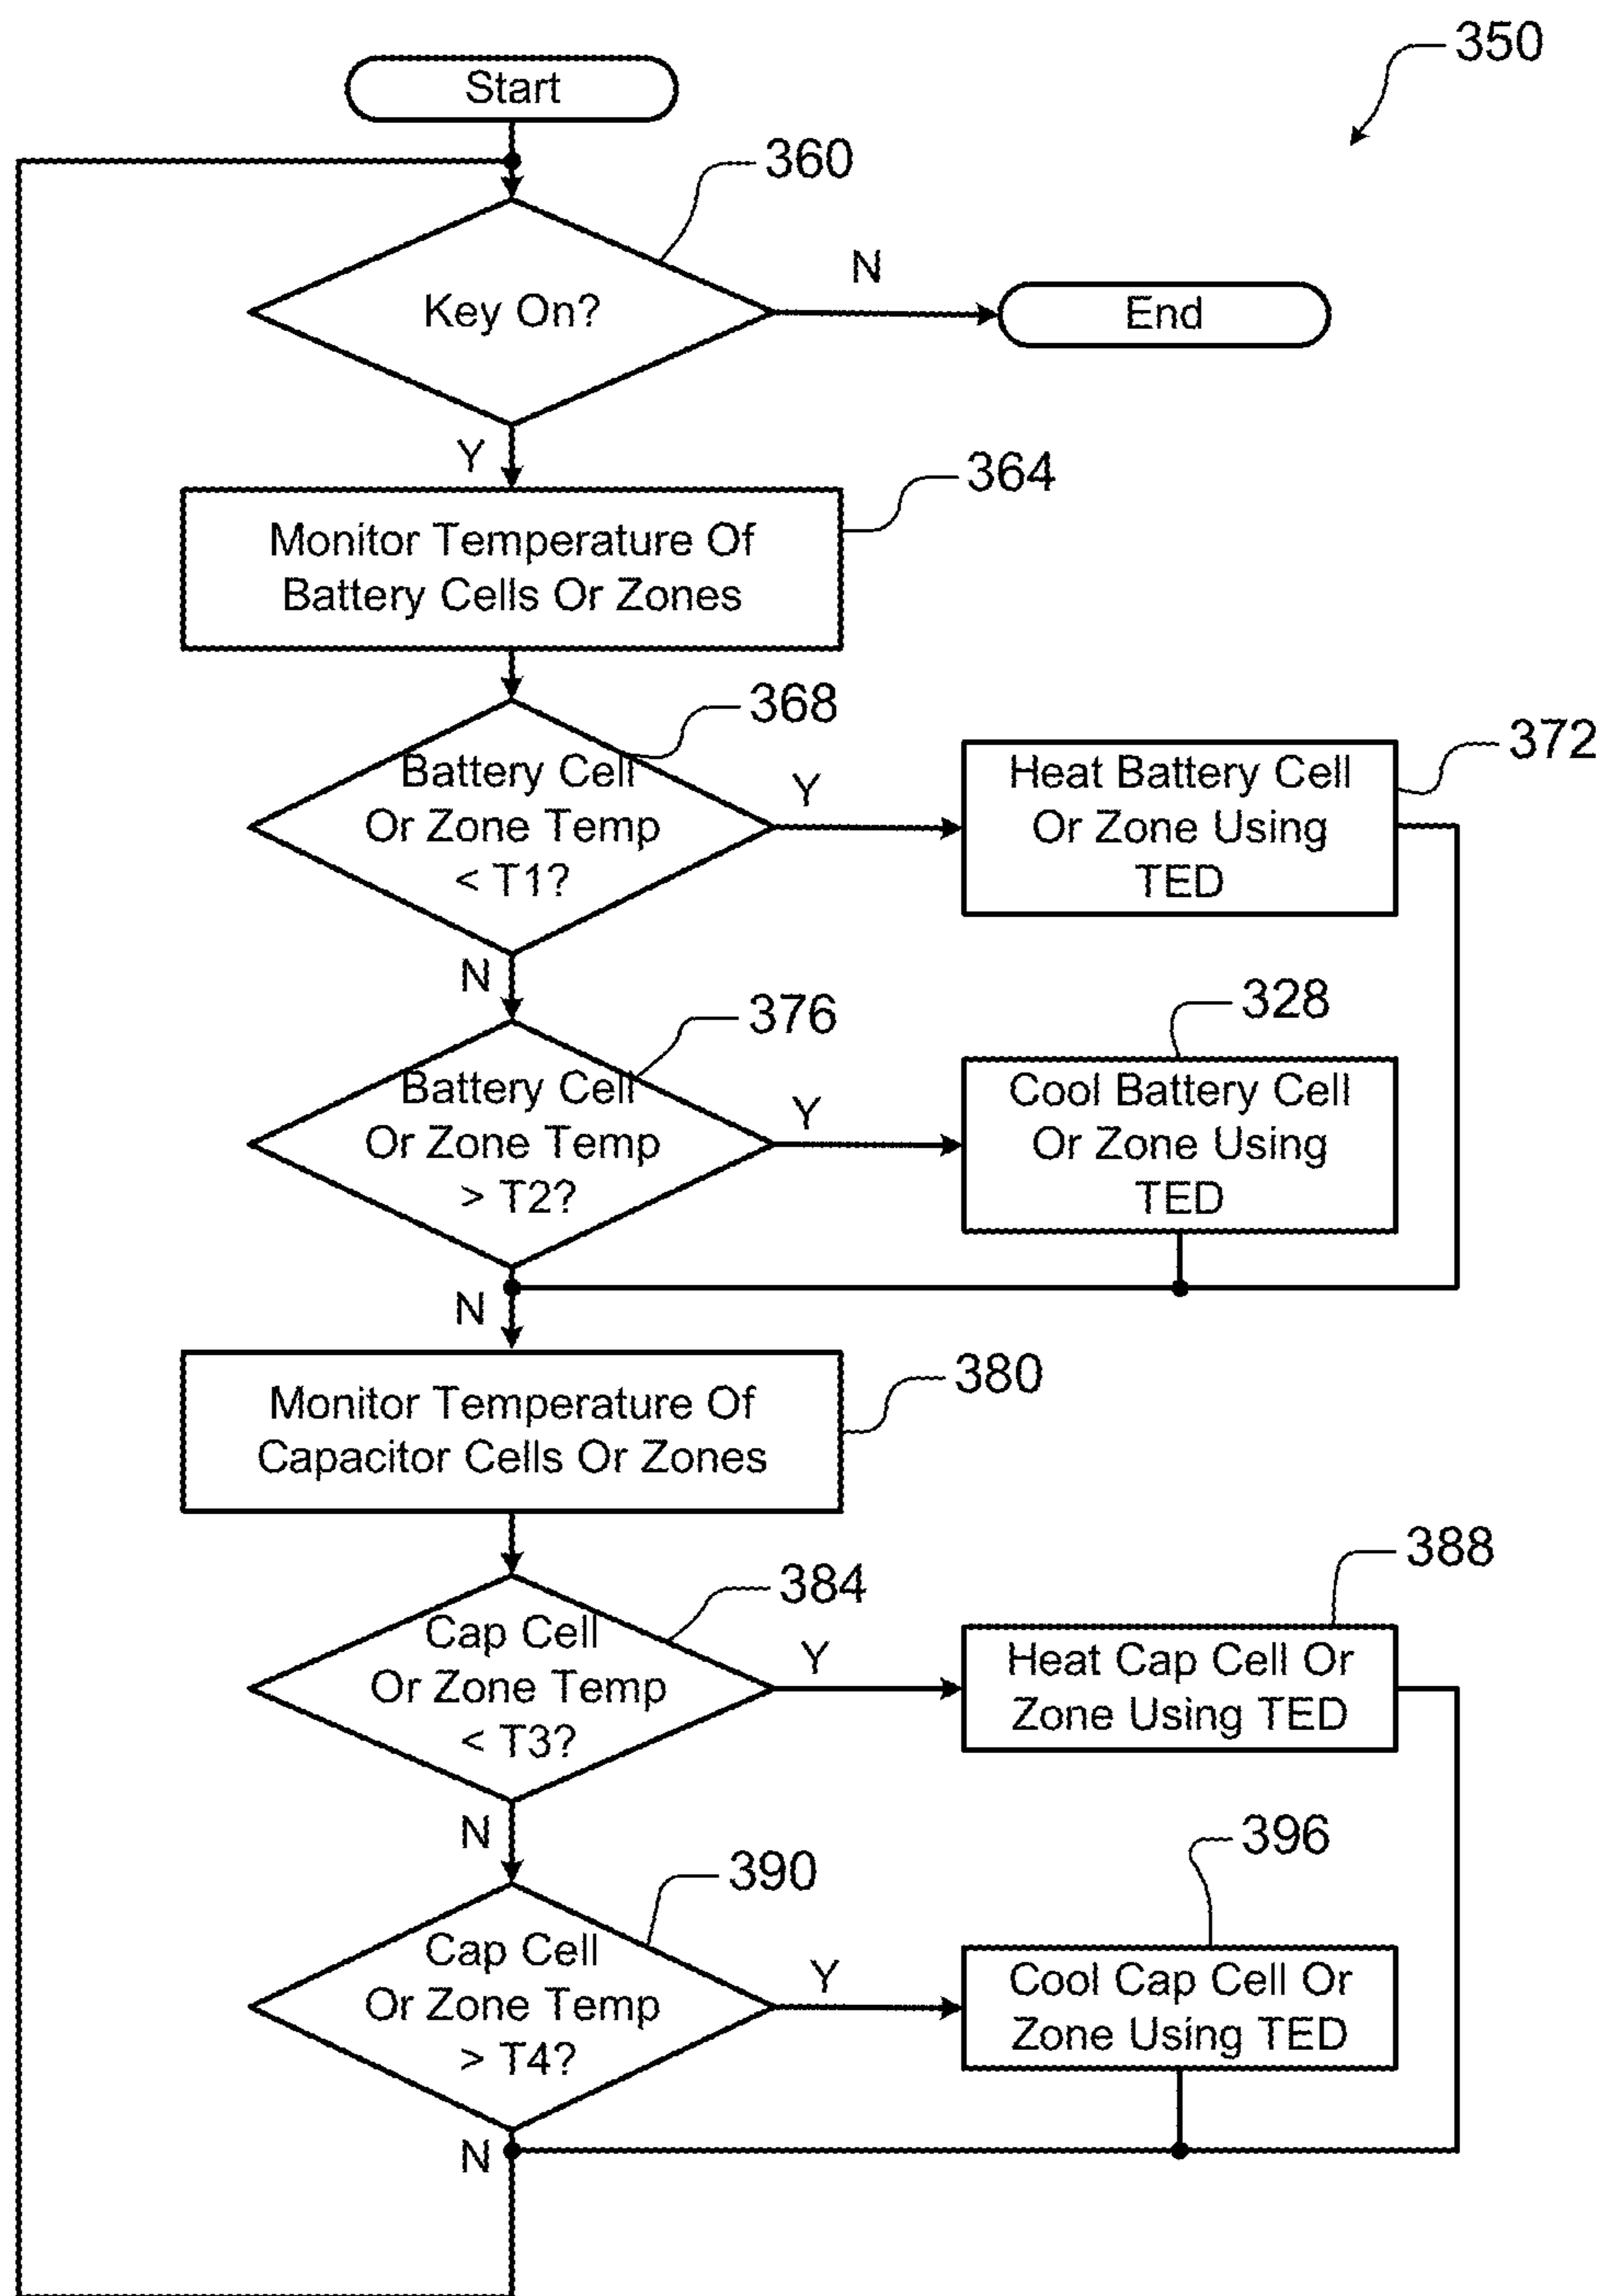 350
Start
360
Key On?
N
End
Y
364
Monitor Temperature Of
Battery Cells Or Zones
368
Battery Cell
Or Zone Temp
< T1?
Y
372
Heat Battery Cell
Or Zone Using
TED
N
376
Battery Cell
Or Zone Temp
> T2?
Y
328
Cool Battery Cell
Or Zone Using
TED
N
380
Monitor Temperature Of
Capacitor Cells Or Zones
384
Cap Cell
Or Zone Temp
< T3?
Y
388
Heat Cap Cell Or
Zone Using TED
N
390
Cap Cell
Or Zone Temp
> T4?
Y
396
Cool Cap Cell Or
Zone Using TED
N